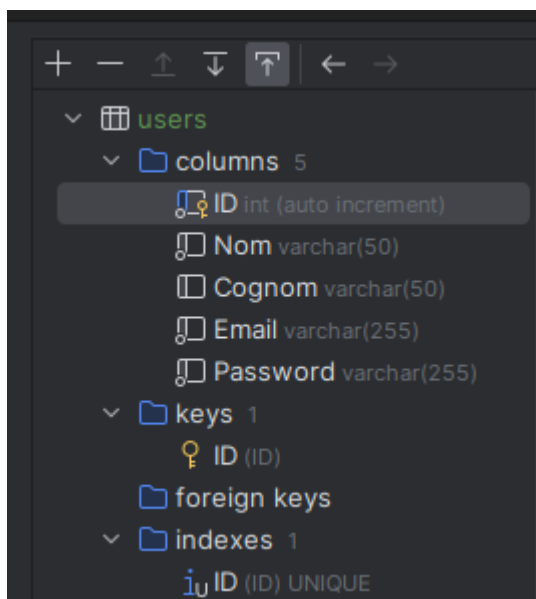 users
columns 5
ID int (auto increment)
Nom varchar(50)
Cognom varchar(50)
Email varchar(255)
Password varchar(255)
keys 1
ID (ID)
foreign keys
indexes 1
iU ID (ID) UNIQUE